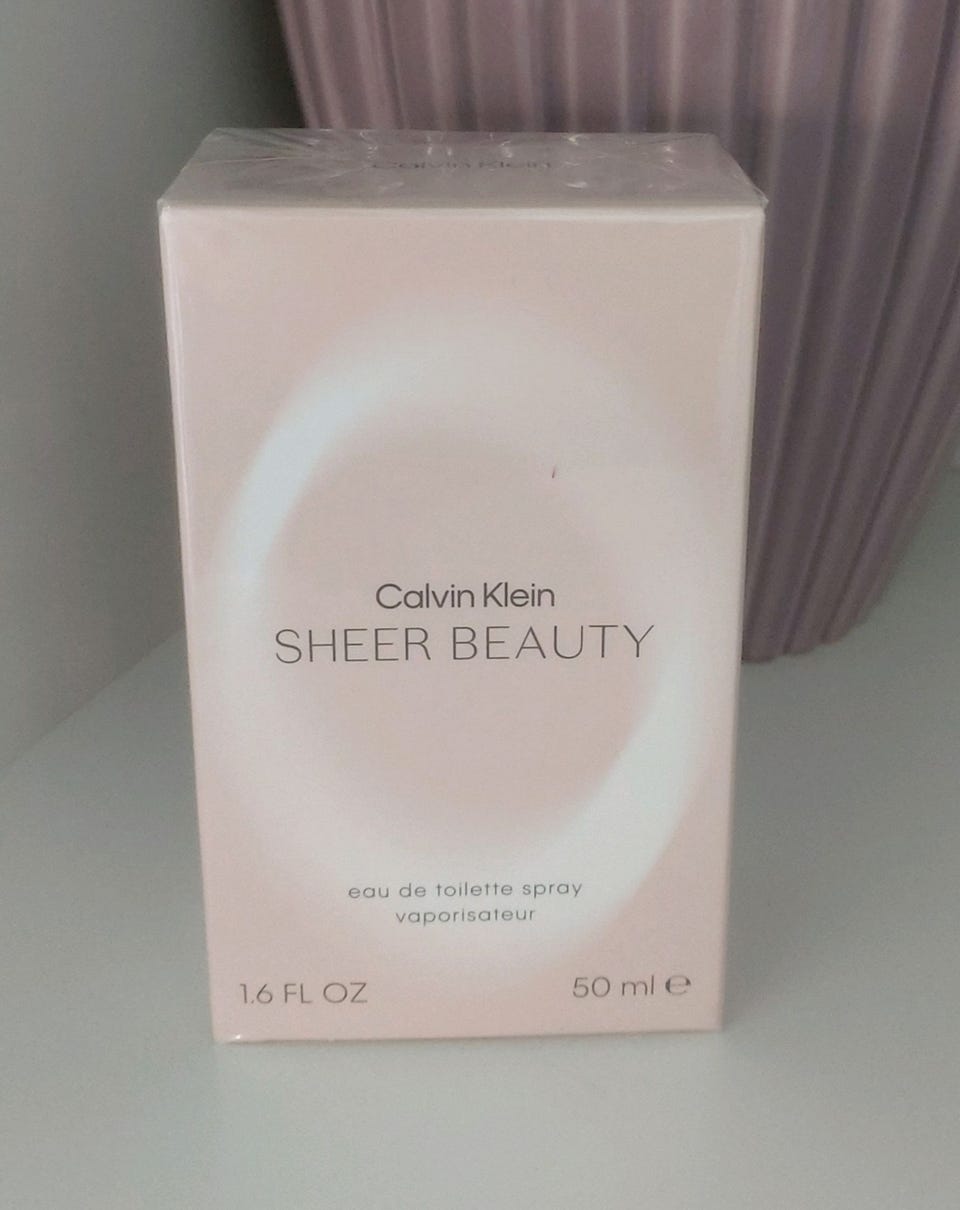 Calvin Klein
Calvin Klein
SHEER BEAUTY
eau de toilette spray
vaporisateur
1.6 FL OZ
50 ml ℮